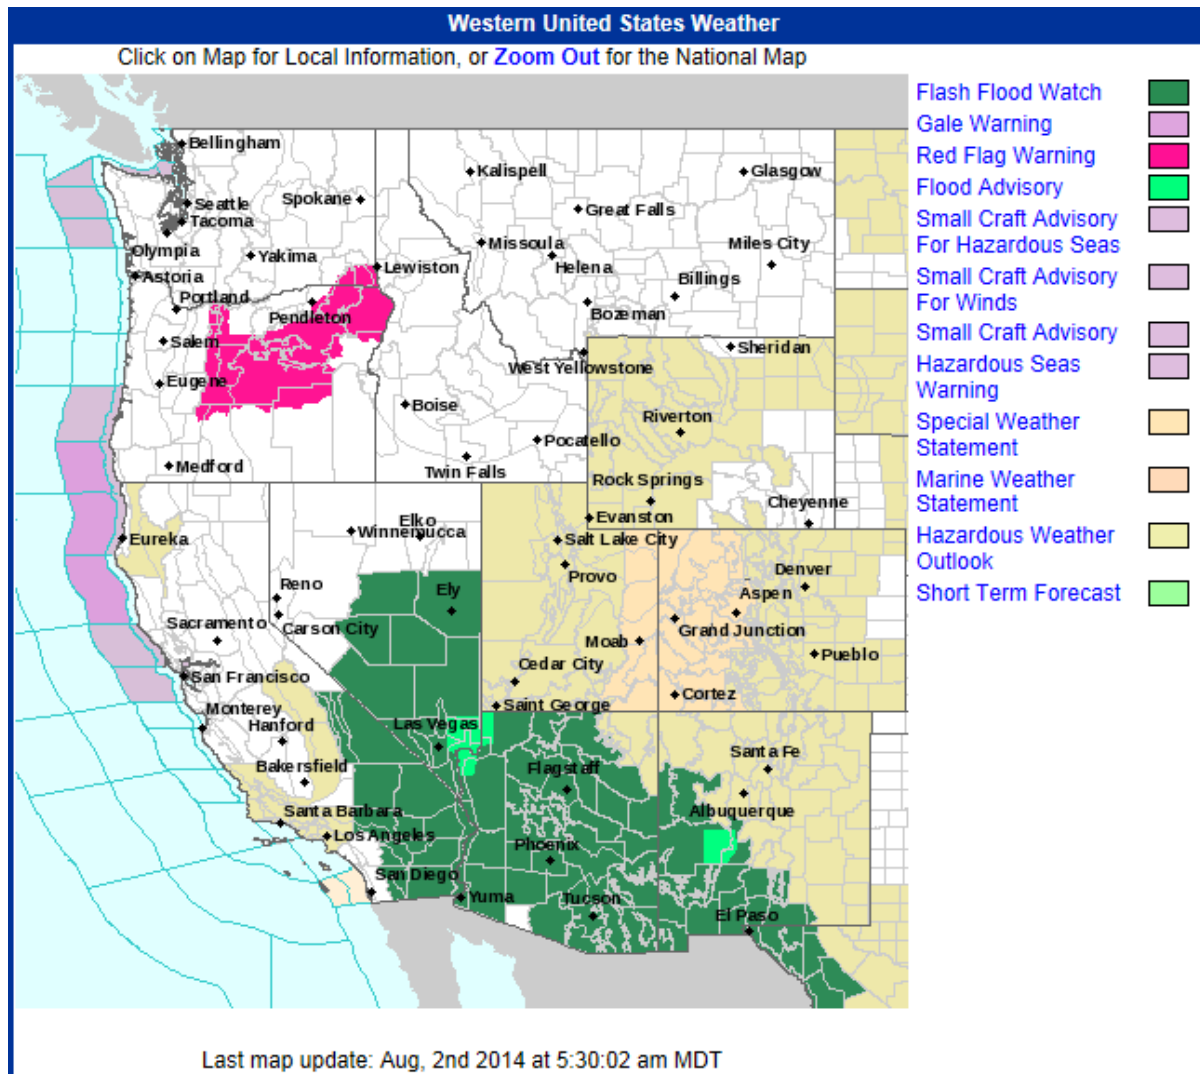 Western United States Weather
Click on Map for Local Information, or Zoom Out for the National Map
Flash Flood Watch
Gale Warning
Red Flag Warning
Flood Advisory
Small Craft Advisory
For Hazardous Seas
Small Craft Advisory
For Winds
Small Craft Advisory
Hazardous Seas
Warning
Special Weather
Statement
Marine Weather
Statement
Hazardous Weather
Outlook
Short Term Forecast
Bellingham
Kalispell
Glasgow
Seattle
Spokane
Great Falls
Tacoma
Olympia
Yakima
Missoula
Miles City
Astoria
Lewiston
Helena
Billings
Portland
Pendleton
Bozeman
Salem
Sheridan
West Yellowstone
Eugene
Boise
Riverton
Pocatello
Medford
Twin Falls
Rock Springs
Cheyenne
Elko
Evanston
Winnemucca
Eureka
Salt Lake City
Provo
Denver
Reno
Ely
Aspen
Sacramento
Carson City
Grand Junction
Moab
Pueblo
Cedar City
San Francisco
Cortez
Saint George
Monterey
Hanford
Las Vegas
Santa Fe
Bakersfield
Flagstaff
Albuquerque
Santa Barbara
Los Angeles
Phoenix
San Diego
Yuma
Tucson
El Paso
Last map update: Aug, 2nd 2014 at 5:30:02 am MDT